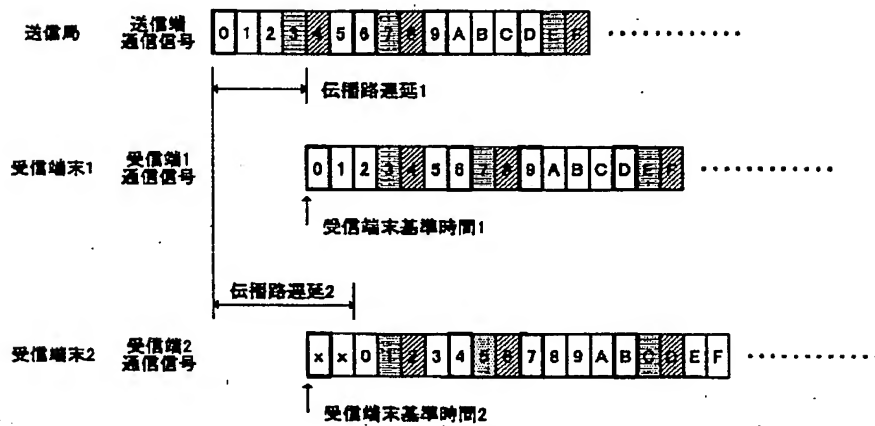 送信局 送信端 通信信号 0 1 2 3 4 5 6 7 8 9 A B C D E F
伝播路遅延1
受信端末1 受信端1 通信信号 0 1 2 3 4 5 6 7 8 9 A B C D E F
受信端末基準時間1
伝播路遅延2
受信端末2 受信端2 通信信号 x x 0 1 2 3 4 5 6 7 8 9 A B C D E F
受信端末基準時間2